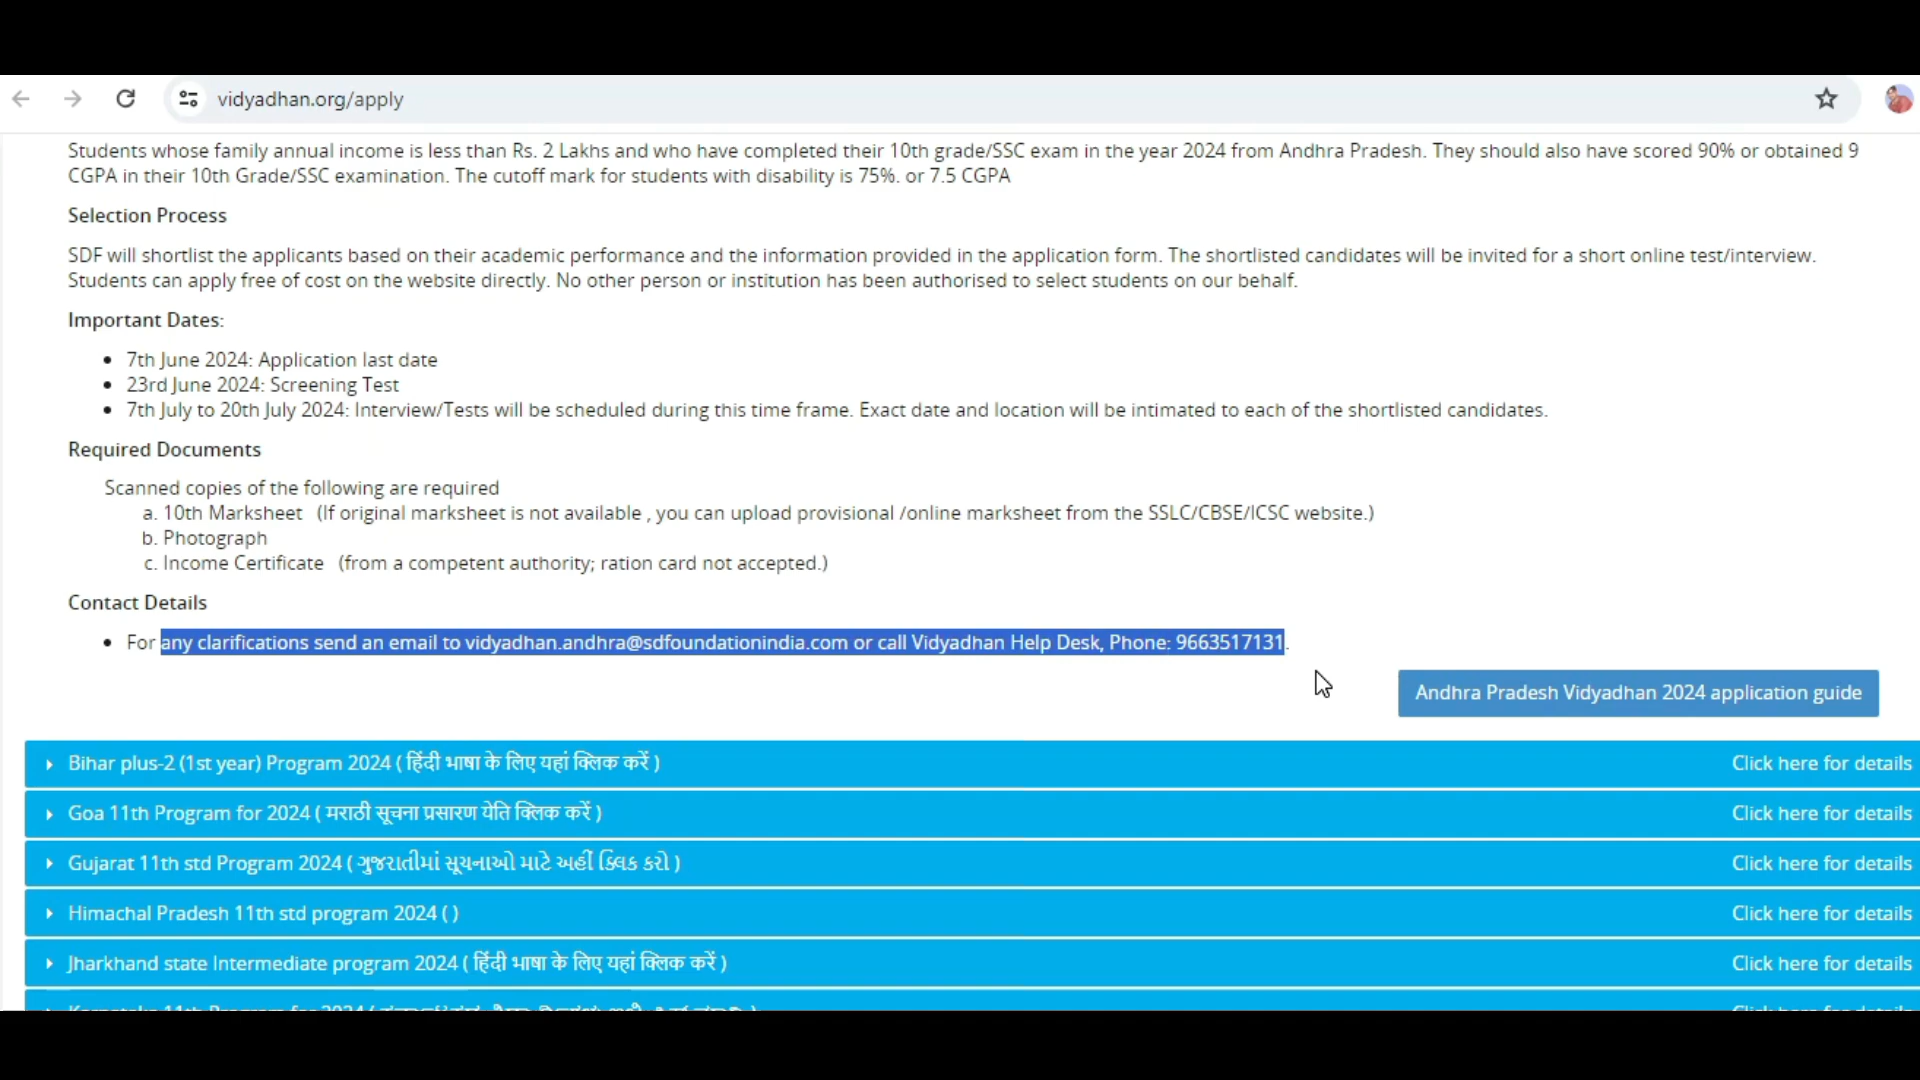 vidyadhan.org/apply
Students whose family annual income is less than Rs. 2 Lakhs and who have completed their 10th grade/SSC exam in the year 2024 from Andhra Pradesh. They should also have scored 90% or obtained 9
CGPA in their 10th Grade/SSC examination. The cutoff mark for students with disability is 75%. or 7.5 CGPA
Selection Process
SDF will shortlist the applicants based on their academic performance and the information provided in the application form. The shortlisted candidates will be invited for a short online test/interview.
Students can apply free of cost on the website directly. No other person or institution has been authorised to select students on our behalf.
Important Dates:
• 7th June 2024: Application last date
• 23rd June 2024: Screening Test
• 7th July to 20th July 2024: Interview/Tests will be scheduled during this time frame. Exact date and location will be intimated to each of the shortlisted candidates.
Required Documents
Scanned copies of the following are required
a. 10th Marksheet (If original marksheet is not available , you can upload provisional /online marksheet from the SSLC/CBSE/ICSC website.)
b. Photograph
c. Income Certificate (from a competent authority; ration card not accepted.)
Contact Details
• For any clarifications send an email to vidyadhan.andhra@sdfoundationindia.com or call Vidyadhan Help Desk, Phone: 9663517131.
Andhra Pradesh Vidyadhan 2024 application guide
Bihar plus-2 (1st year) Program 2024 ( हिंदी भाषा के लिए यहां क्लिक करें ) Click here for details
Goa 11th Program for 2024 ( मराठी सूचना प्रसारण येति क्लिक करें ) Click here for details
Gujarat 11th std Program 2024 ( ગુજરાતીમાં સૂચનાઓ માટે અહીં ક્લિક કરો ) Click here for details
Himachal Pradesh 11th std program 2024 ( ) Click here for details
Jharkhand state Intermediate program 2024 ( हिंदी भाषा के लिए यहां क्लिक करें ) Click here for details